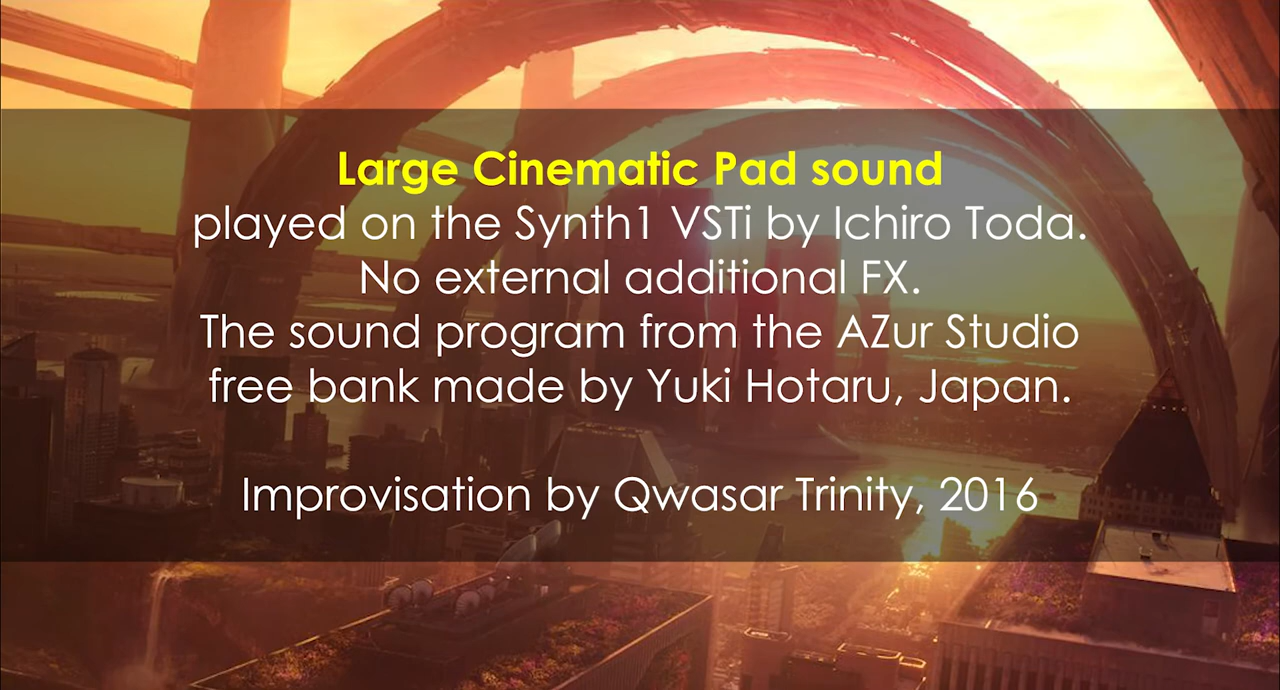 Large Cinematic Pad sound
played on the Synth1 VSTi by Ichiro Toda.
No external additional FX.
The sound program from the AZur Studio
free bank made by Yuki Hotaru, Japan.
Improvisation by Qwasar Trinity, 2016